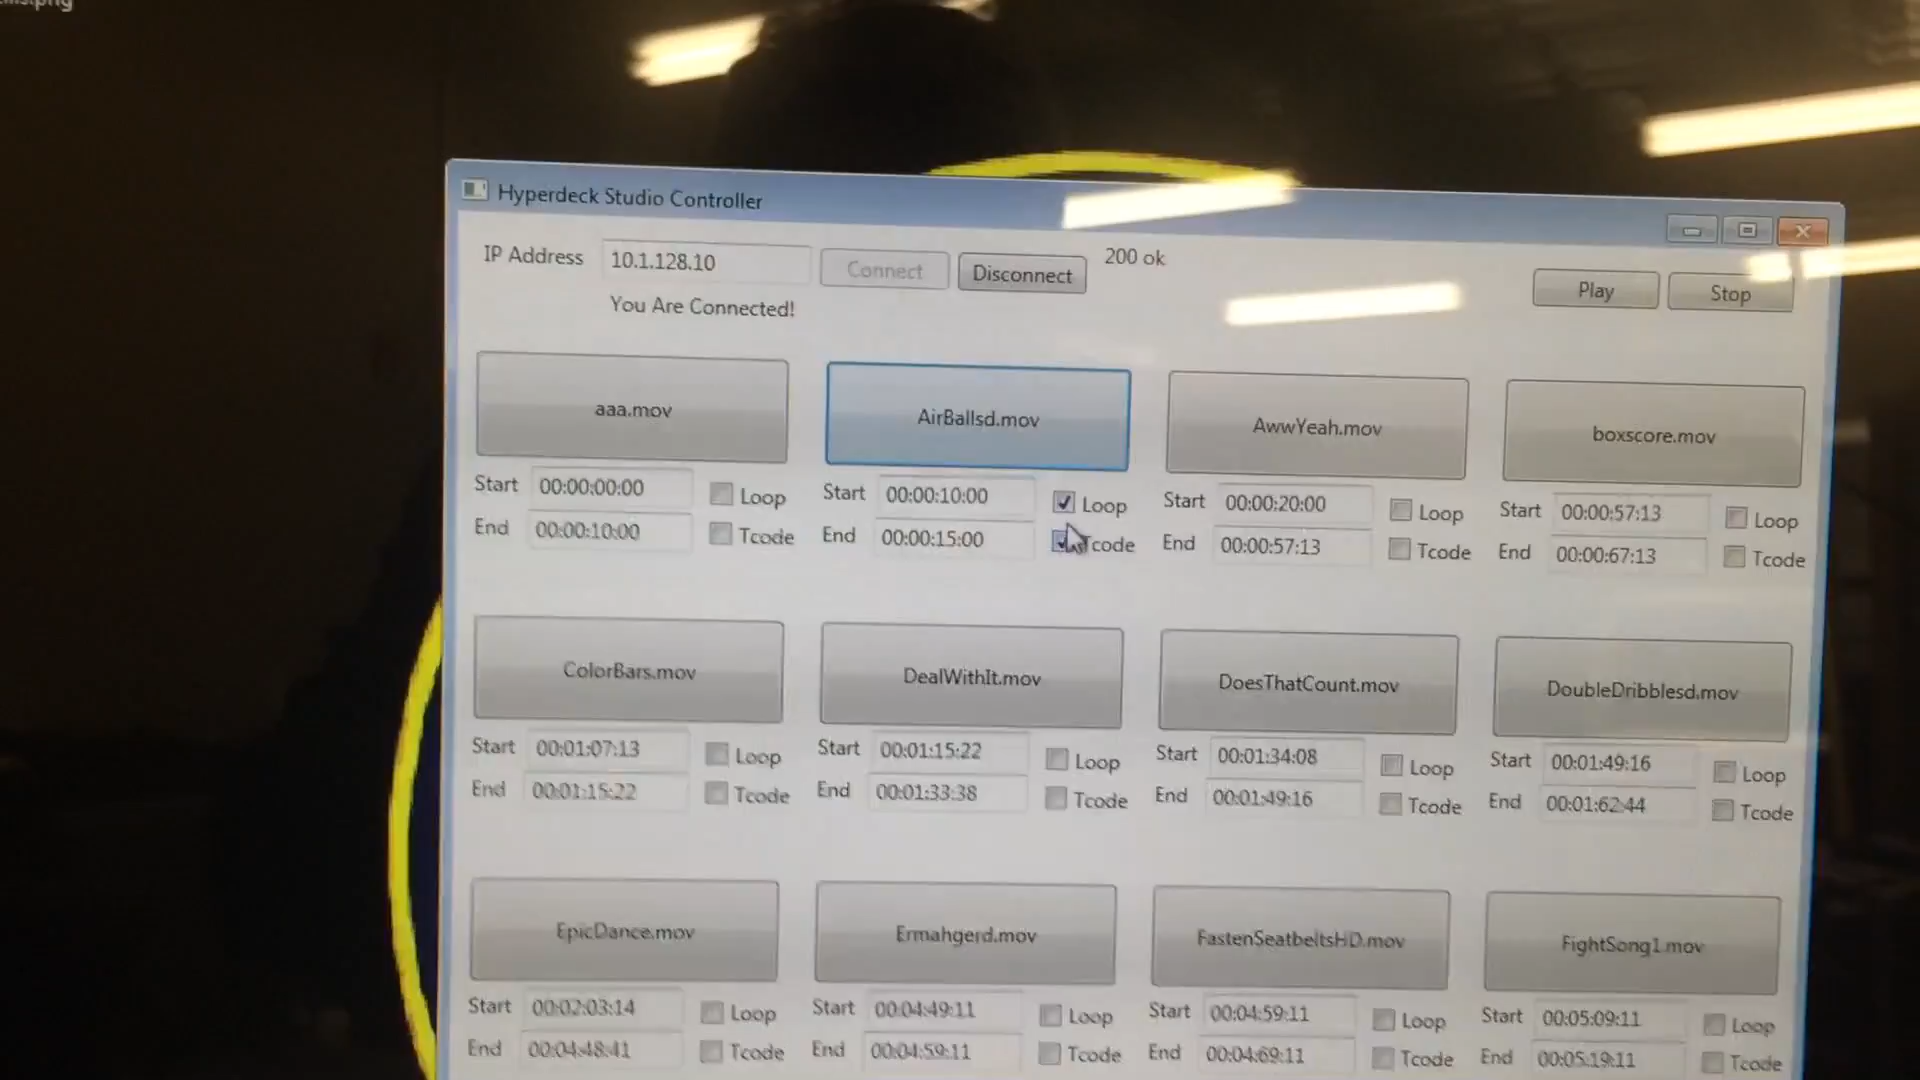 Hyperdeck Studio Controller
IP Address 10.1.128.10 Connect Disconnect 200 ok Play Stop
You Are Connected!
aaa.mov AirBallsd.mov AwwYeah.mov boxscore.mov
Start 00:00:00:00 Loop Start 00:00:10:00 Loop Start 00:00:20:00 Loop Start 00:00:57:13 Loop
End 00:00:10:00 Tcode End 00:00:15:00 Tcode End 00:00:57:13 Tcode End 00:00:67:13 Tcode
ColorBars.mov DealWithIt.mov DoesThatCount.mov DoubleDribblesd.mov
Start 00:01:07:13 Loop Start 00:01:15:22 Loop Start 00:01:34:08 Loop Start 00:01:49:16 Loop
End 00:01:15:22 Tcode End 00:01:33:38 Tcode End 00:01:49:16 Tcode End 00:01:62:44 Tcode
EpicDance.mov Ermahgerd.mov FastenSeatbeltsHD.mov FightSong1.mov
Start 00:02:03:14 Loop Start 00:04:49:11 Loop Start 00:04:59:11 Loop Start 00:05:09:11 Loop
End 00:04:48:41 Tcode End 00:04:59:11 Tcode End 00:04:69:11 Tcode End 00:05:19:11 Tcode